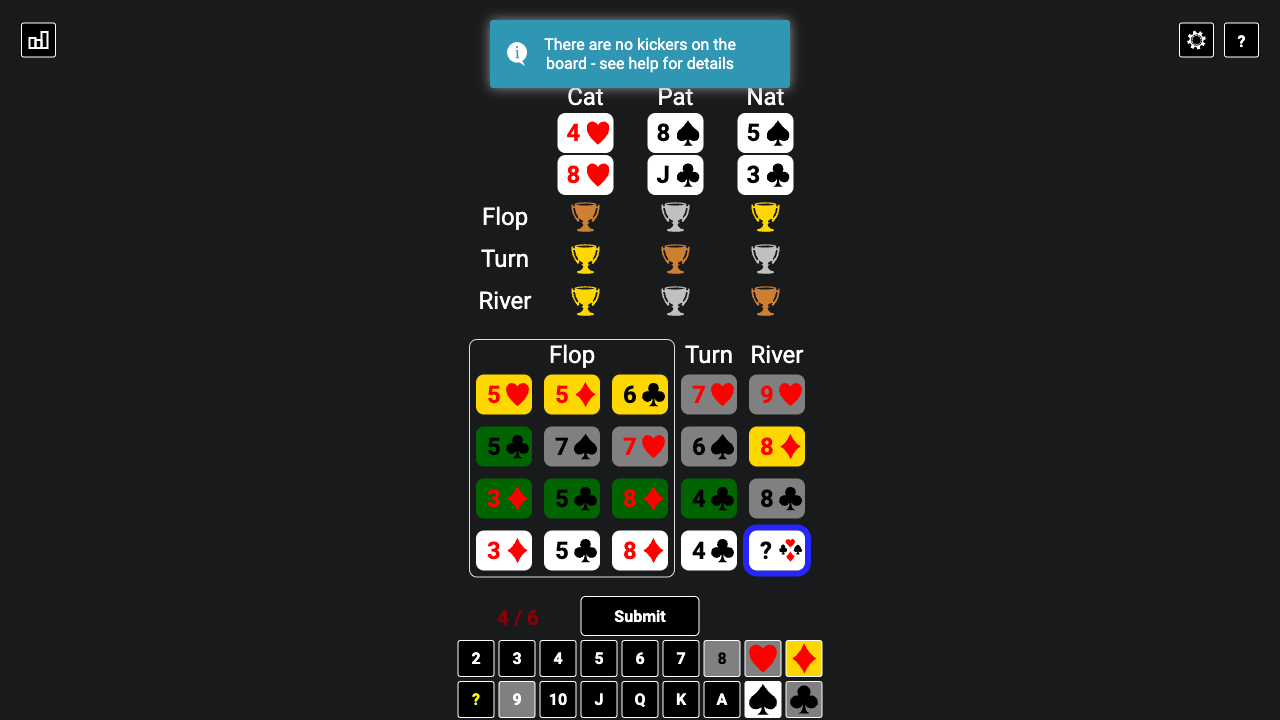 There are no kickers on the
board - see help for details
?
Cat Pat Nat
4 8 5
8 J 3
Flop
Turn
River
Flop Turn River
5 5 6 7 9
5 7 7 6 8
3 5 8 4 8
3 5 8 4 ?
4 / 6 Submit
2 3 4 5 6 7 8
? 9 10 J Q K A